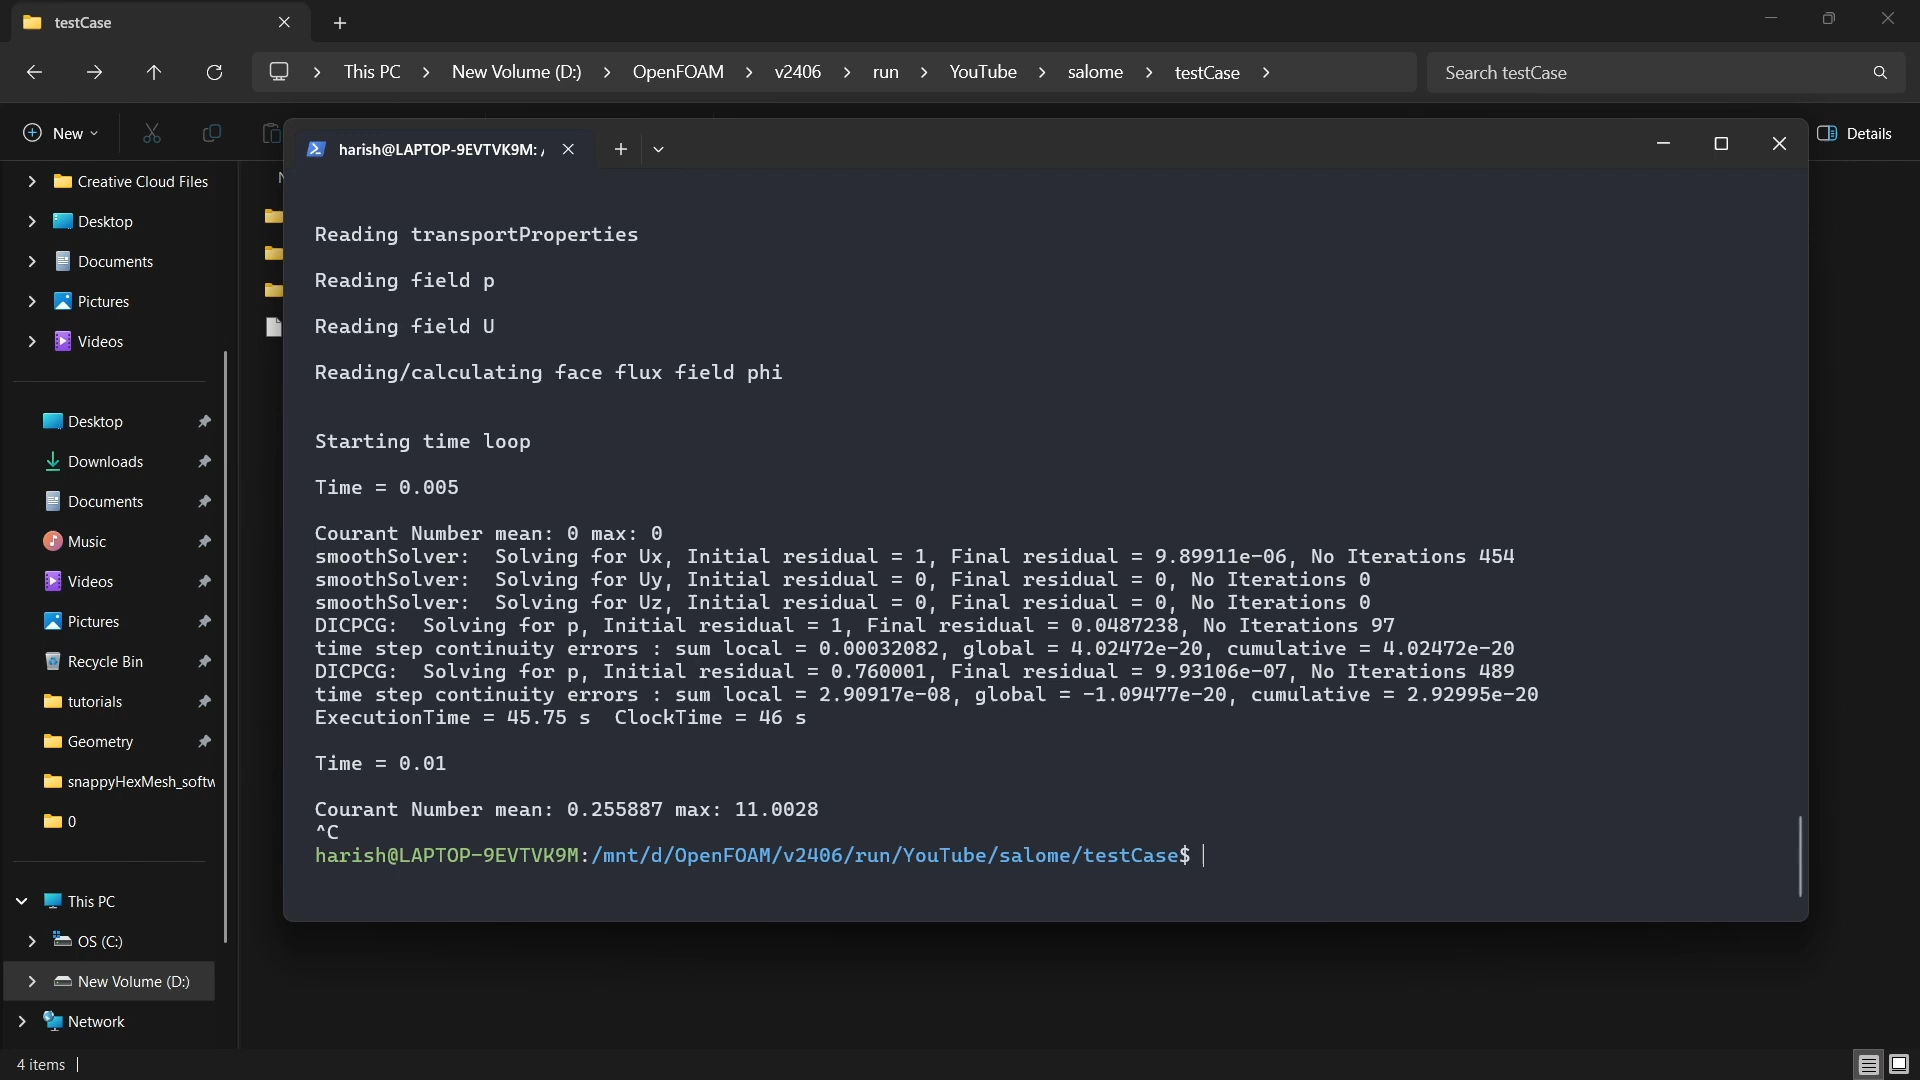 testCase
This PC
New Volume (D:)
OpenFOAM
v2406
run
YouTube
salome
testCase
Search testCase
New
Details
harish@LAPTOP-9EVTVK9M: /
Creative Cloud Files
Desktop
Documents
Pictures
Videos
Desktop
Downloads
Documents
Music
Videos
Pictures
Recycle Bin
tutorials
Geometry
snappyHexMesh_softw
0
This PC
OS (C:)
New Volume (D:)
Network
4 items
Reading transportProperties
Reading field p
Reading field U
Reading/calculating face flux field phi
Starting time loop
Time = 0.005
Courant Number mean: 0 max: 0
smoothSolver:  Solving for Ux, Initial residual = 1, Final residual = 9.89911e-06, No Iterations 454
smoothSolver:  Solving for Uy, Initial residual = 0, Final residual = 0, No Iterations 0
smoothSolver:  Solving for Uz, Initial residual = 0, Final residual = 0, No Iterations 0
DICPCG:  Solving for p, Initial residual = 1, Final residual = 0.0487238, No Iterations 97
time step continuity errors : sum local = 0.00032082, global = 4.02472e-20, cumulative = 4.02472e-20
DICPCG:  Solving for p, Initial residual = 0.760001, Final residual = 9.93106e-07, No Iterations 489
time step continuity errors : sum local = 2.90917e-08, global = -1.09477e-20, cumulative = 2.92995e-20
ExecutionTime = 45.75 s  ClockTime = 46 s
Time = 0.01
Courant Number mean: 0.255887 max: 11.0028
^C
harish@LAPTOP-9EVTVK9M:/mnt/d/OpenFOAM/v2406/run/YouTube/salome/testCase$